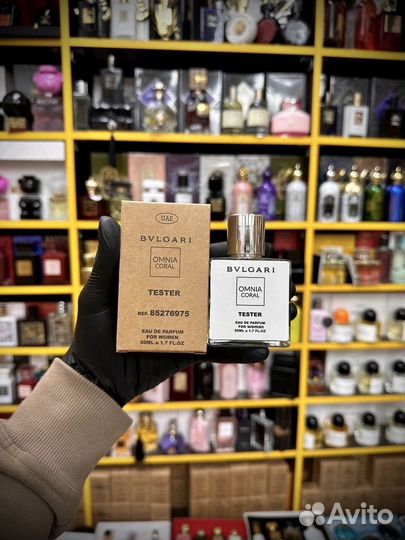 UAE
BVLGARI
OMNIA
CORAL
TESTER
REF. 85276975
EAU DE PARFUM
FOR WOMEN
50ML e 1.7 FL.OZ
BVLGARI
OMNIA
CORAL
TESTER
EAU DE PARFUM
FOR WOMAN
50ML e 1.7 FL.OZ
Avito